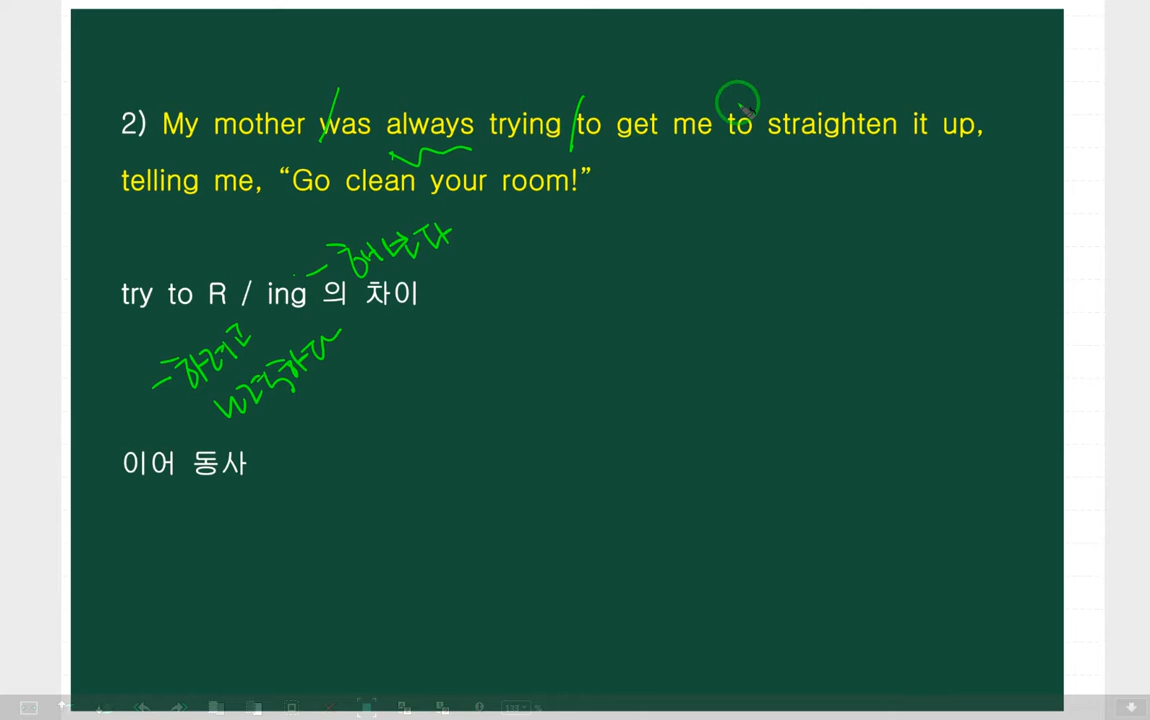 2) My mother was always trying to get me to straighten it up,
telling me, “Go clean your room!”
~해보다
try to R / ing 의 차이
~하려고
노력하다
이어 동사
133 %